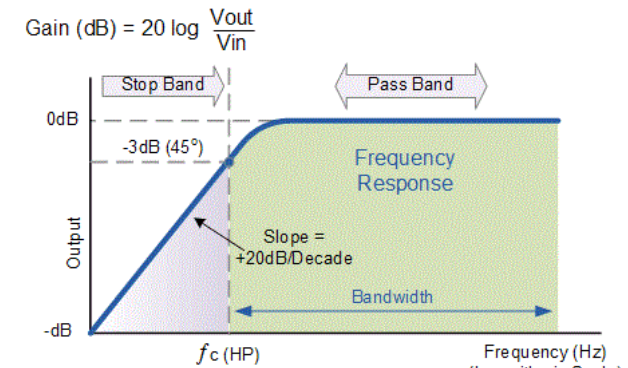 Gain (dB) = 20 log Vout
Vin
Stop Band
Pass Band
0dB
-3dB (45°)
Frequency
Response
Output
Slope =
+20dB/Decade
Bandwidth
-dB
fc (HP)
Frequency (Hz)